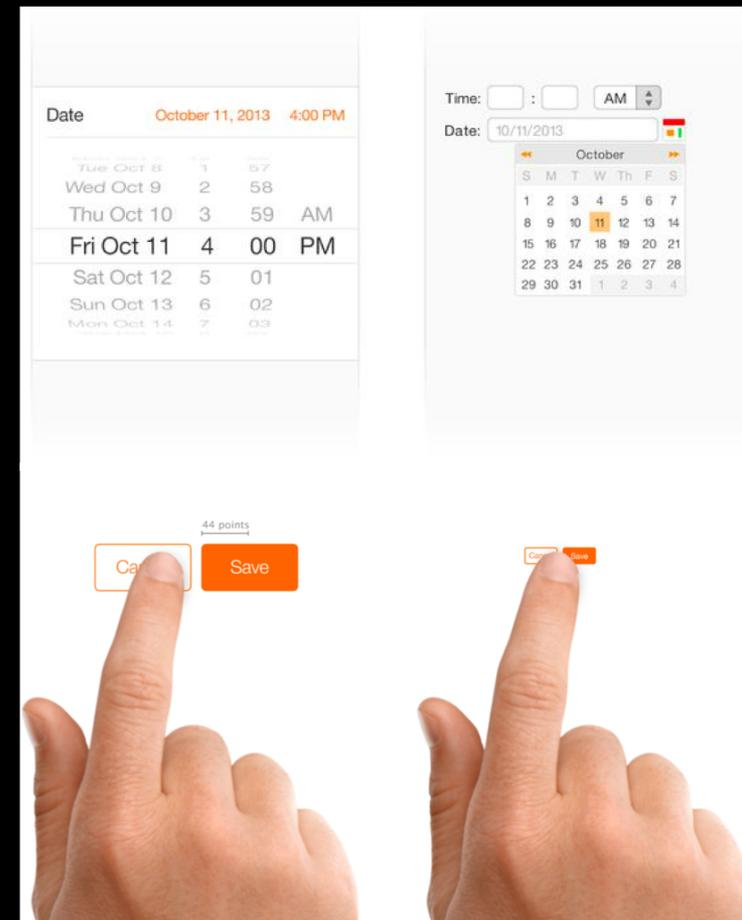 Date October 11, 2013 4:00 PM
Tue Oct 8 1 57
Wed Oct 9 2 58
Thu Oct 10 3 59 AM
Fri Oct 11 4 00 PM
Sat Oct 12 5 01
Sun Oct 13 6 02
Mon Oct 14 7 03
Time: : AM
Date: 10/11/2013
October
S M T W Th F S
1 2 3 4 5 6 7
8 9 10 11 12 13 14
15 16 17 18 19 20 21
22 23 24 25 26 27 28
29 30 31 1 2 3 4
44 points
Ca
Save
Save